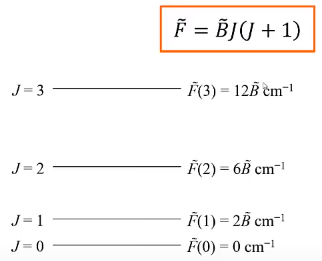 F̃ = B̃J(J + 1)
J = 3 F̃(3) = 12B̃ cm⁻¹
J = 2 F̃(2) = 6B̃ cm⁻¹
J = 1 F̃(1) = 2B̃ cm⁻¹
J = 0 F̃(0) = 0 cm⁻¹